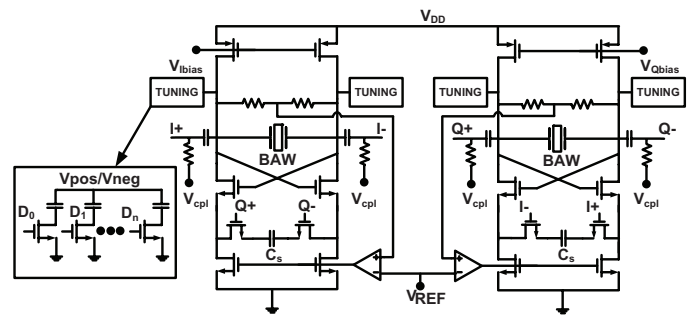 VDD
VIbias
VQbias
TUNING
TUNING
TUNING
TUNING
I+
I-
Q+
Q-
BAW
BAW
Vpos/Vneg
Vcpl
Vcpl
Vcpl
Vcpl
D0
D1
Dn
Q+
Q-
I-
I+
Cs
Cs
+
-
+
-
VREF